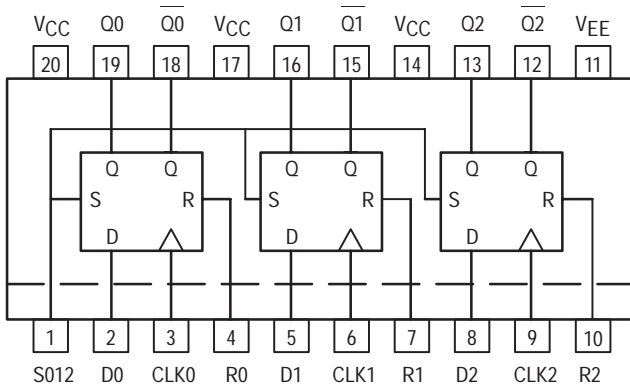 VCC Q0 Q0 VCC Q1 Q1 VCC Q2 Q2 VEE
20 19 18 17 16 15 14 13 12 11
Q Q Q Q Q Q
S R S R S R
D D D
1 2 3 4 5 6 7 8 9 10
S012 D0 CLK0 R0 D1 CLK1 R1 D2 CLK2 R2